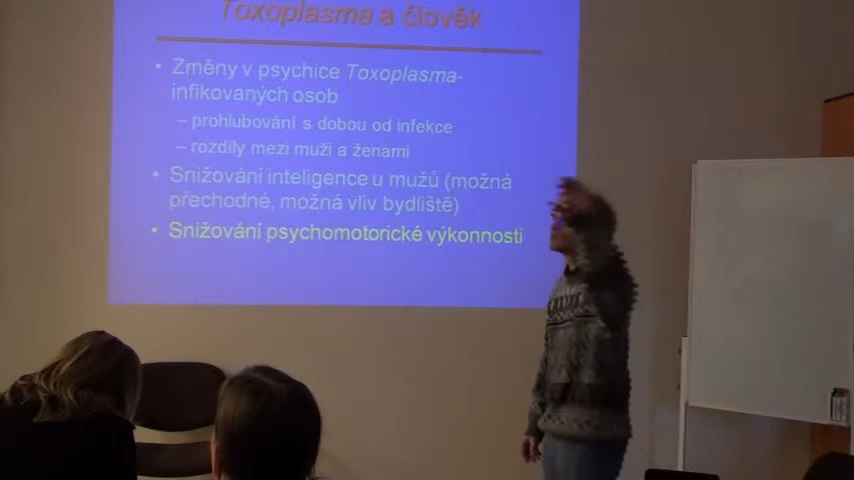 Toxoplasma a člověk
• Změny v psychice Toxoplasma-
infikovaných osob
– prohlubování s dobou od infekce
– rozdíly mezi muži a ženami
• Snižování inteligence u mužů (možná
přechodné, možná vliv bydliště)
• Snižování psychomotorické výkonnosti